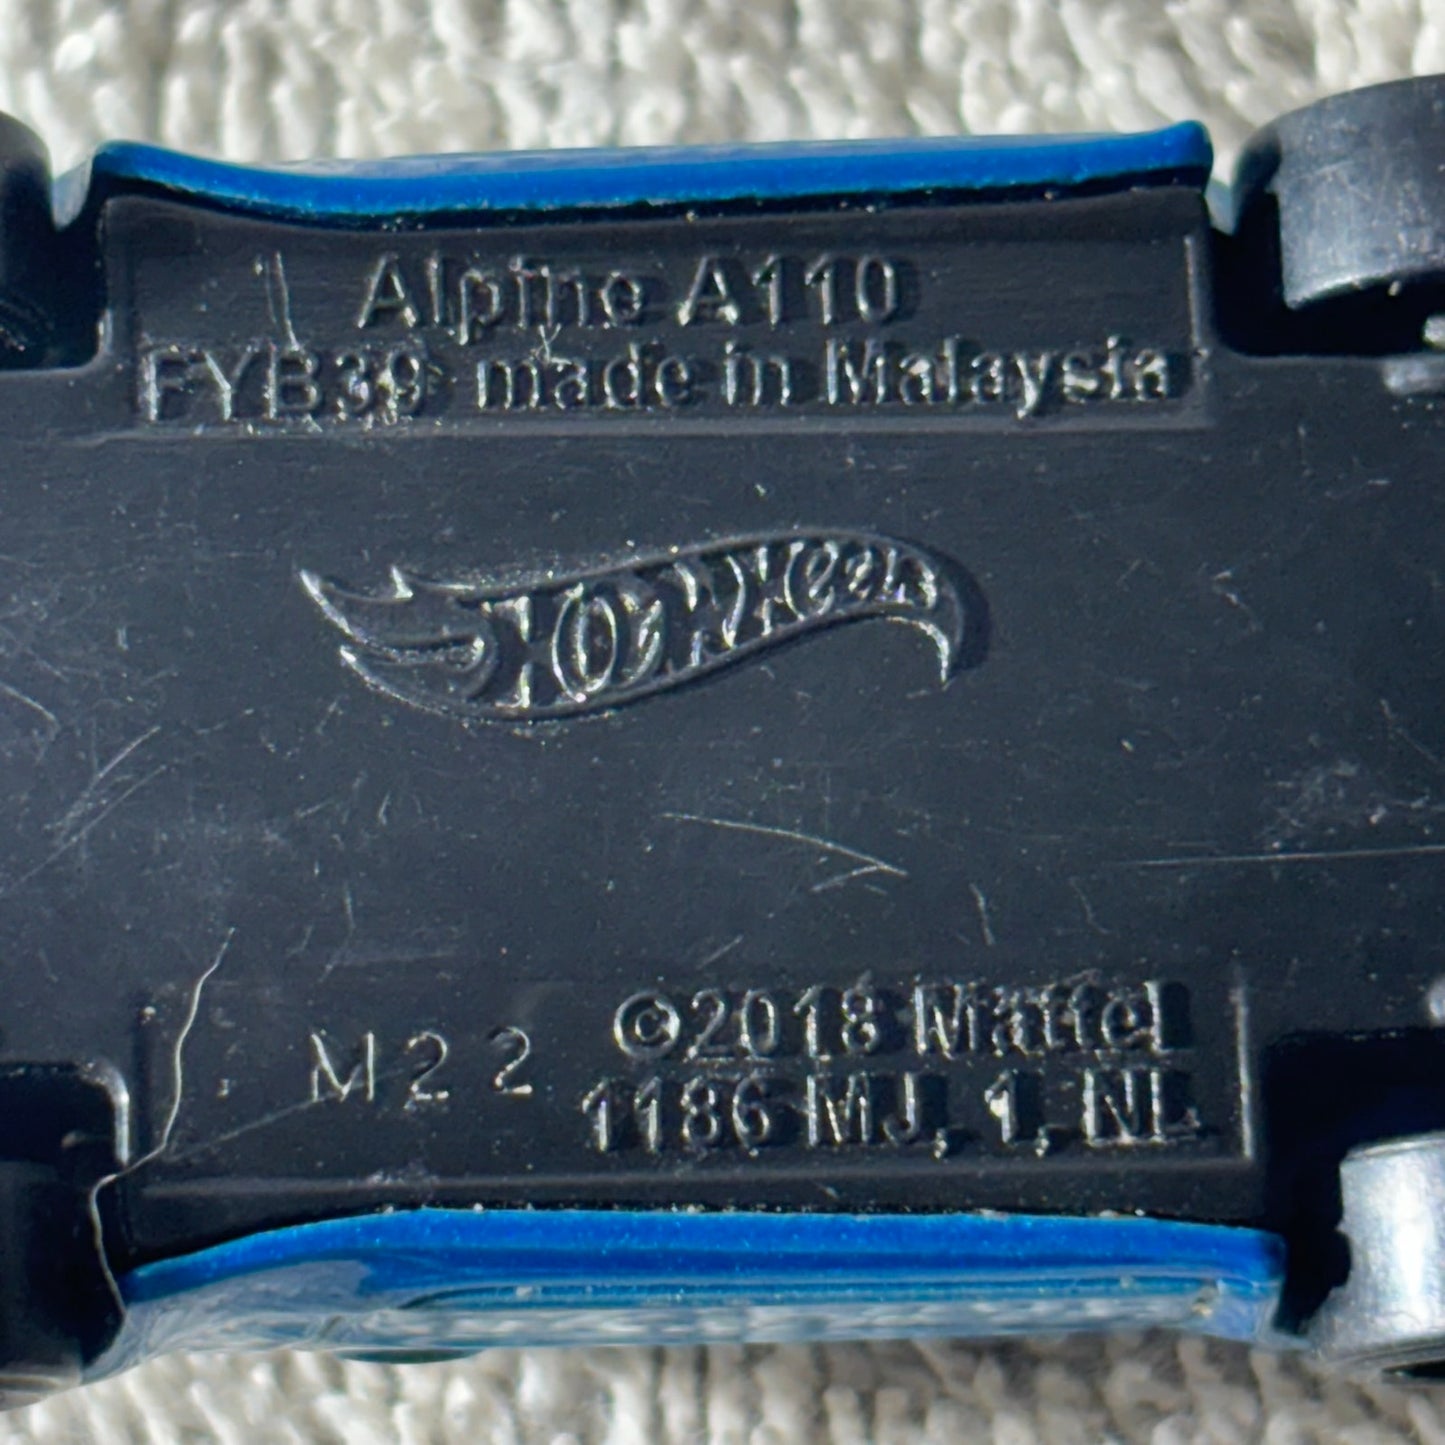 Alpine A110
FYB39 made in Malaysia
Hot Wheels
M22
©2018 Mattel
1186 MJ, 1, NL